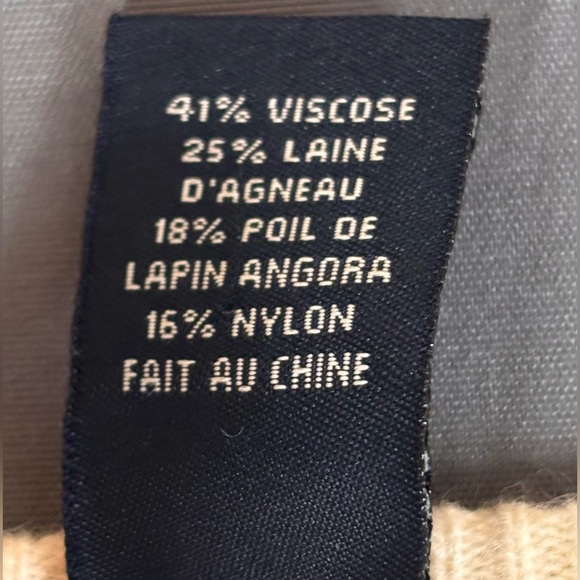 41% VISCOSE
25% LAINE
D'AGNEAU
18% POIL DE
LAPIN ANGORA
16% NYLON
FAIT AU CHINE